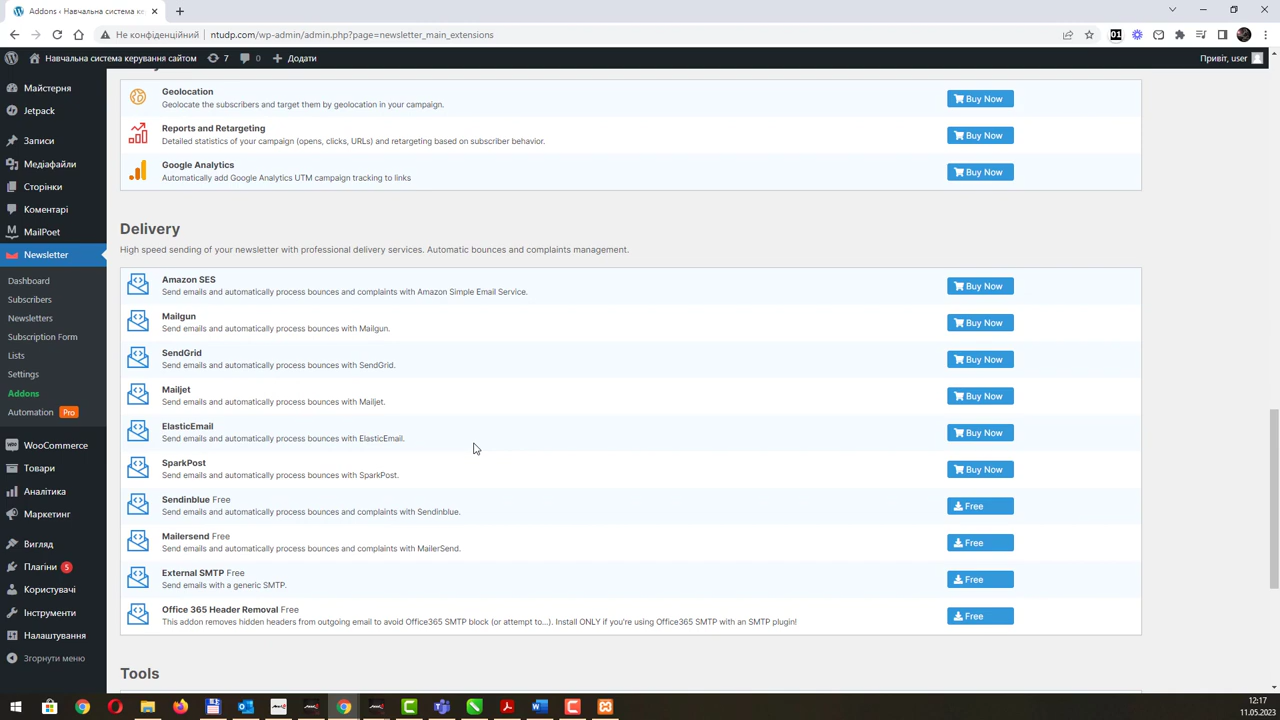 Addons ‹ Навчальна система ке
Не конфіденційний
ntudp.com/wp-admin/admin.php?page=newsletter_main_extensions
Навчальна система керування сайтом
7
0
Додати
Привіт, user
Майстерня
Jetpack
Записи
Медіафайли
Сторінки
Коментарі
MailPoet
Newsletter
Dashboard
Subscribers
Newsletters
Subscription Form
Lists
Settings
Addons
Automation Pro
WooCommerce
Товари
Аналітика
Маркетинг
Вигляд
Плагіни 5
Користувачі
Інструменти
Налаштування
Згорнути меню
Geolocation
Geolocate the subscribers and target them by geolocation in your campaign.
Buy Now
Reports and Retargeting
Detailed statistics of your campaign (opens, clicks, URLs) and retargeting based on subscriber behavior.
Buy Now
Google Analytics
Automatically add Google Analytics UTM campaign tracking to links
Buy Now
Delivery
High speed sending of your newsletter with professional delivery services. Automatic bounces and complaints management.
Amazon SES
Send emails and automatically process bounces and complaints with Amazon Simple Email Service.
Buy Now
Mailgun
Send emails and automatically process bounces with Mailgun.
Buy Now
SendGrid
Send emails and automatically process bounces with SendGrid.
Buy Now
Mailjet
Send emails and automatically process bounces with Mailjet.
Buy Now
ElasticEmail
Send emails and automatically process bounces with ElasticEmail.
Buy Now
SparkPost
Send emails and automatically process bounces with SparkPost.
Buy Now
Sendinblue Free
Send emails and automatically process bounces and complaints with Sendinblue.
Free
Mailersend Free
Send emails and automatically process bounces and complaints with MailerSend.
Free
External SMTP Free
Send emails with a generic SMTP.
Free
Office 365 Header Removal Free
This addon removes hidden headers from outgoing email to avoid Office365 SMTP block (or attempt to...). Install ONLY if you're using Office365 SMTP with an SMTP plugin!
Free
Tools
12:17
11.05.2023